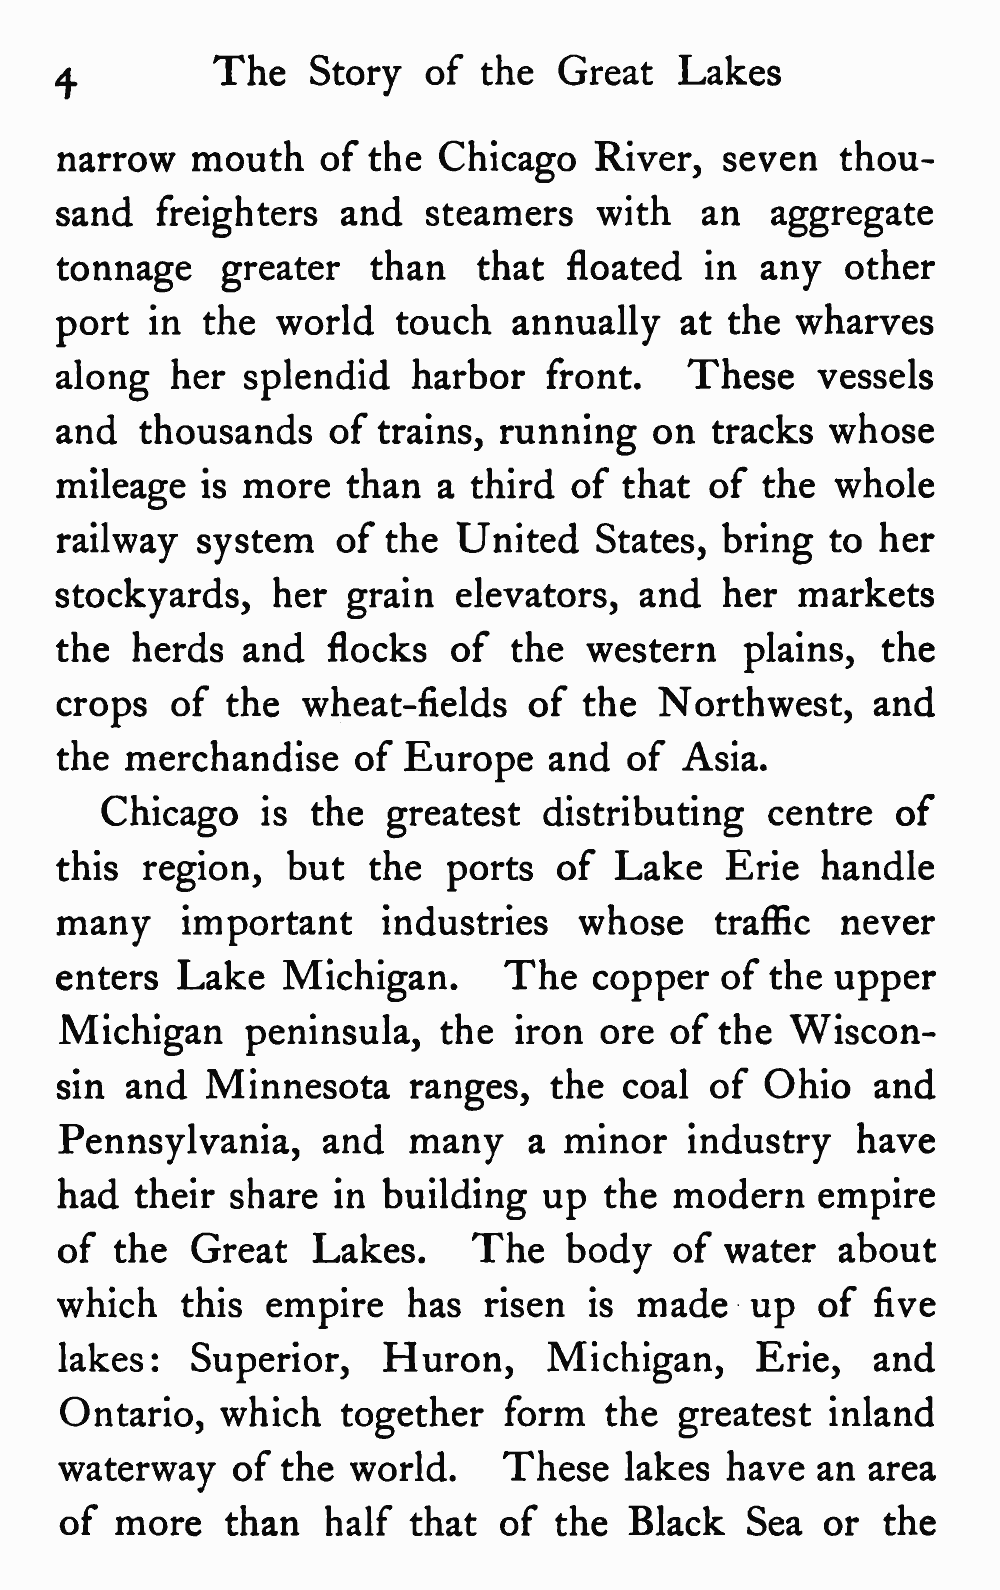 4 The Story of the Great Lakes
narrow mouth of the Chicago River, seven thou-
sand freighters and steamers with an aggregate
tonnage greater than that floated in any other
port in the world touch annually at the wharves
along her splendid harbor front. These vessels
and thousands of trains, running on tracks whose
mileage is more than a third of that of the whole
railway system of the United States, bring to her
stockyards, her grain elevators, and her markets
the herds and flocks of the western plains, the
crops of the wheat-fields of the Northwest, and
the merchandise of Europe and of Asia.
Chicago is the greatest distributing centre of
this region, but the ports of Lake Erie handle
many important industries whose traffic never
enters Lake Michigan. The copper of the upper
Michigan peninsula, the iron ore of the Wiscon-
sin and Minnesota ranges, the coal of Ohio and
Pennsylvania, and many a minor industry have
had their share in building up the modern empire
of the Great Lakes. The body of water about
which this empire has risen is made up of five
lakes: Superior, Huron, Michigan, Erie, and
Ontario, which together form the greatest inland
waterway of the world. These lakes have an area
of more than half that of the Black Sea or the